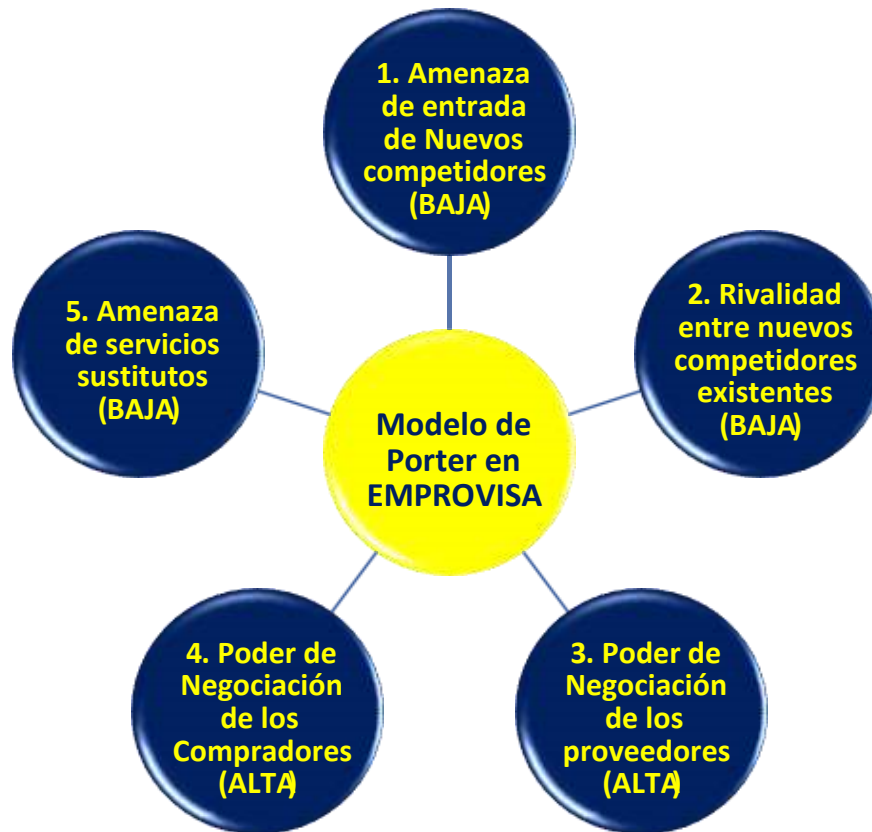 1. Amenaza
de entrada
de Nuevos
competidores
(BAJA)
2. Rivalidad
entre nuevos
competidores
existentes
(BAJA)
5. Amenaza
de servicios
sustitutos
(BAJA)
Modelo de
Porter en
EMPROVISA
4. Poder de
Negociación
de los
Compradores
(ALTA)
3. Poder de
Negociación
de los
proveedores
(ALTA)